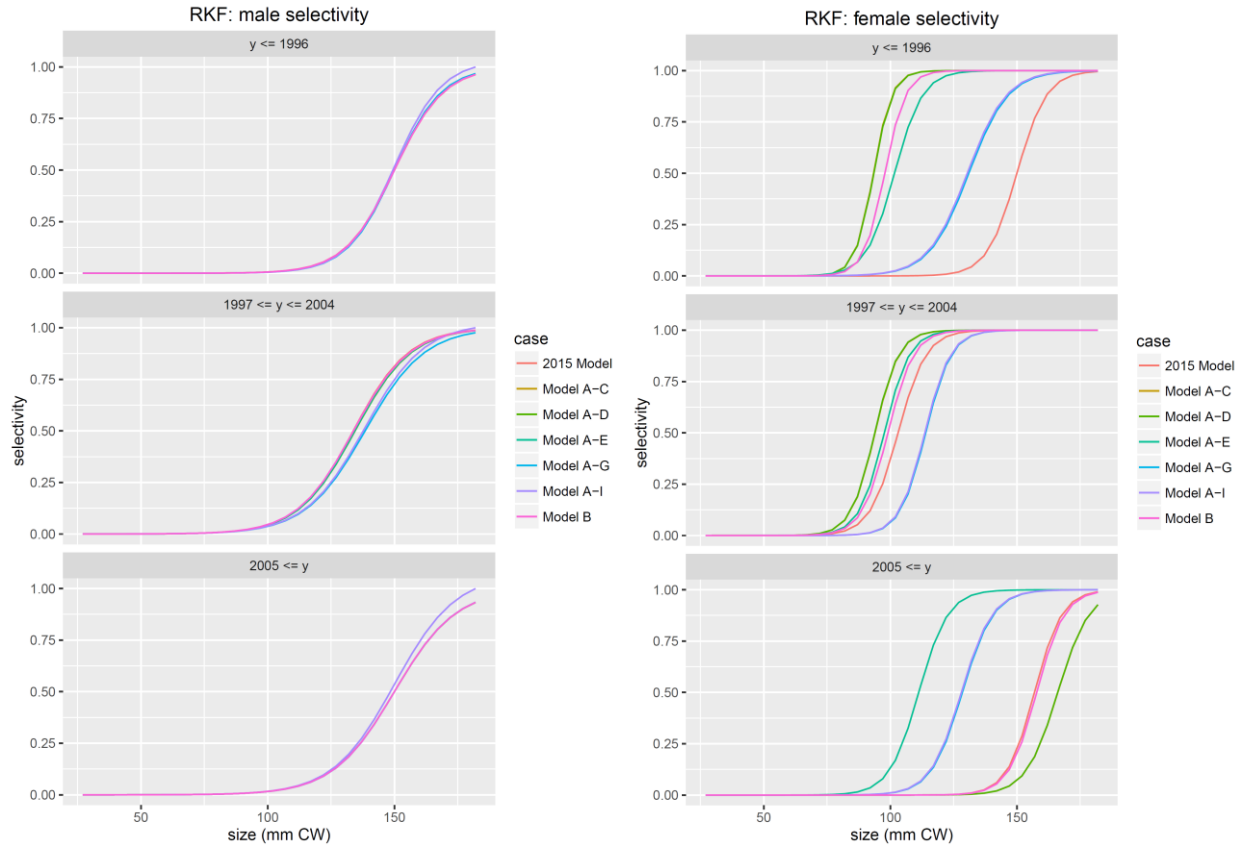 RKF: male selectivity
y <= 1996
1.00
0.75
0.50
0.25
0.00
1997 <= y <= 2004
1.00
0.75
0.50
0.25
0.00
2005 <= y
1.00
0.75
0.50
0.25
0.00
50 100 150
size (mm CW)
selectivity
case
2015 Model
Model A-C
Model A-D
Model A-E
Model A-G
Model A-I
Model B
RKF: female selectivity
y <= 1996
1.00
0.75
0.50
0.25
0.00
1997 <= y <= 2004
1.00
0.75
0.50
0.25
0.00
2005 <= y
1.00
0.75
0.50
0.25
0.00
50 100 150
size (mm CW)
selectivity
case
2015 Model
Model A-C
Model A-D
Model A-E
Model A-G
Model A-I
Model B